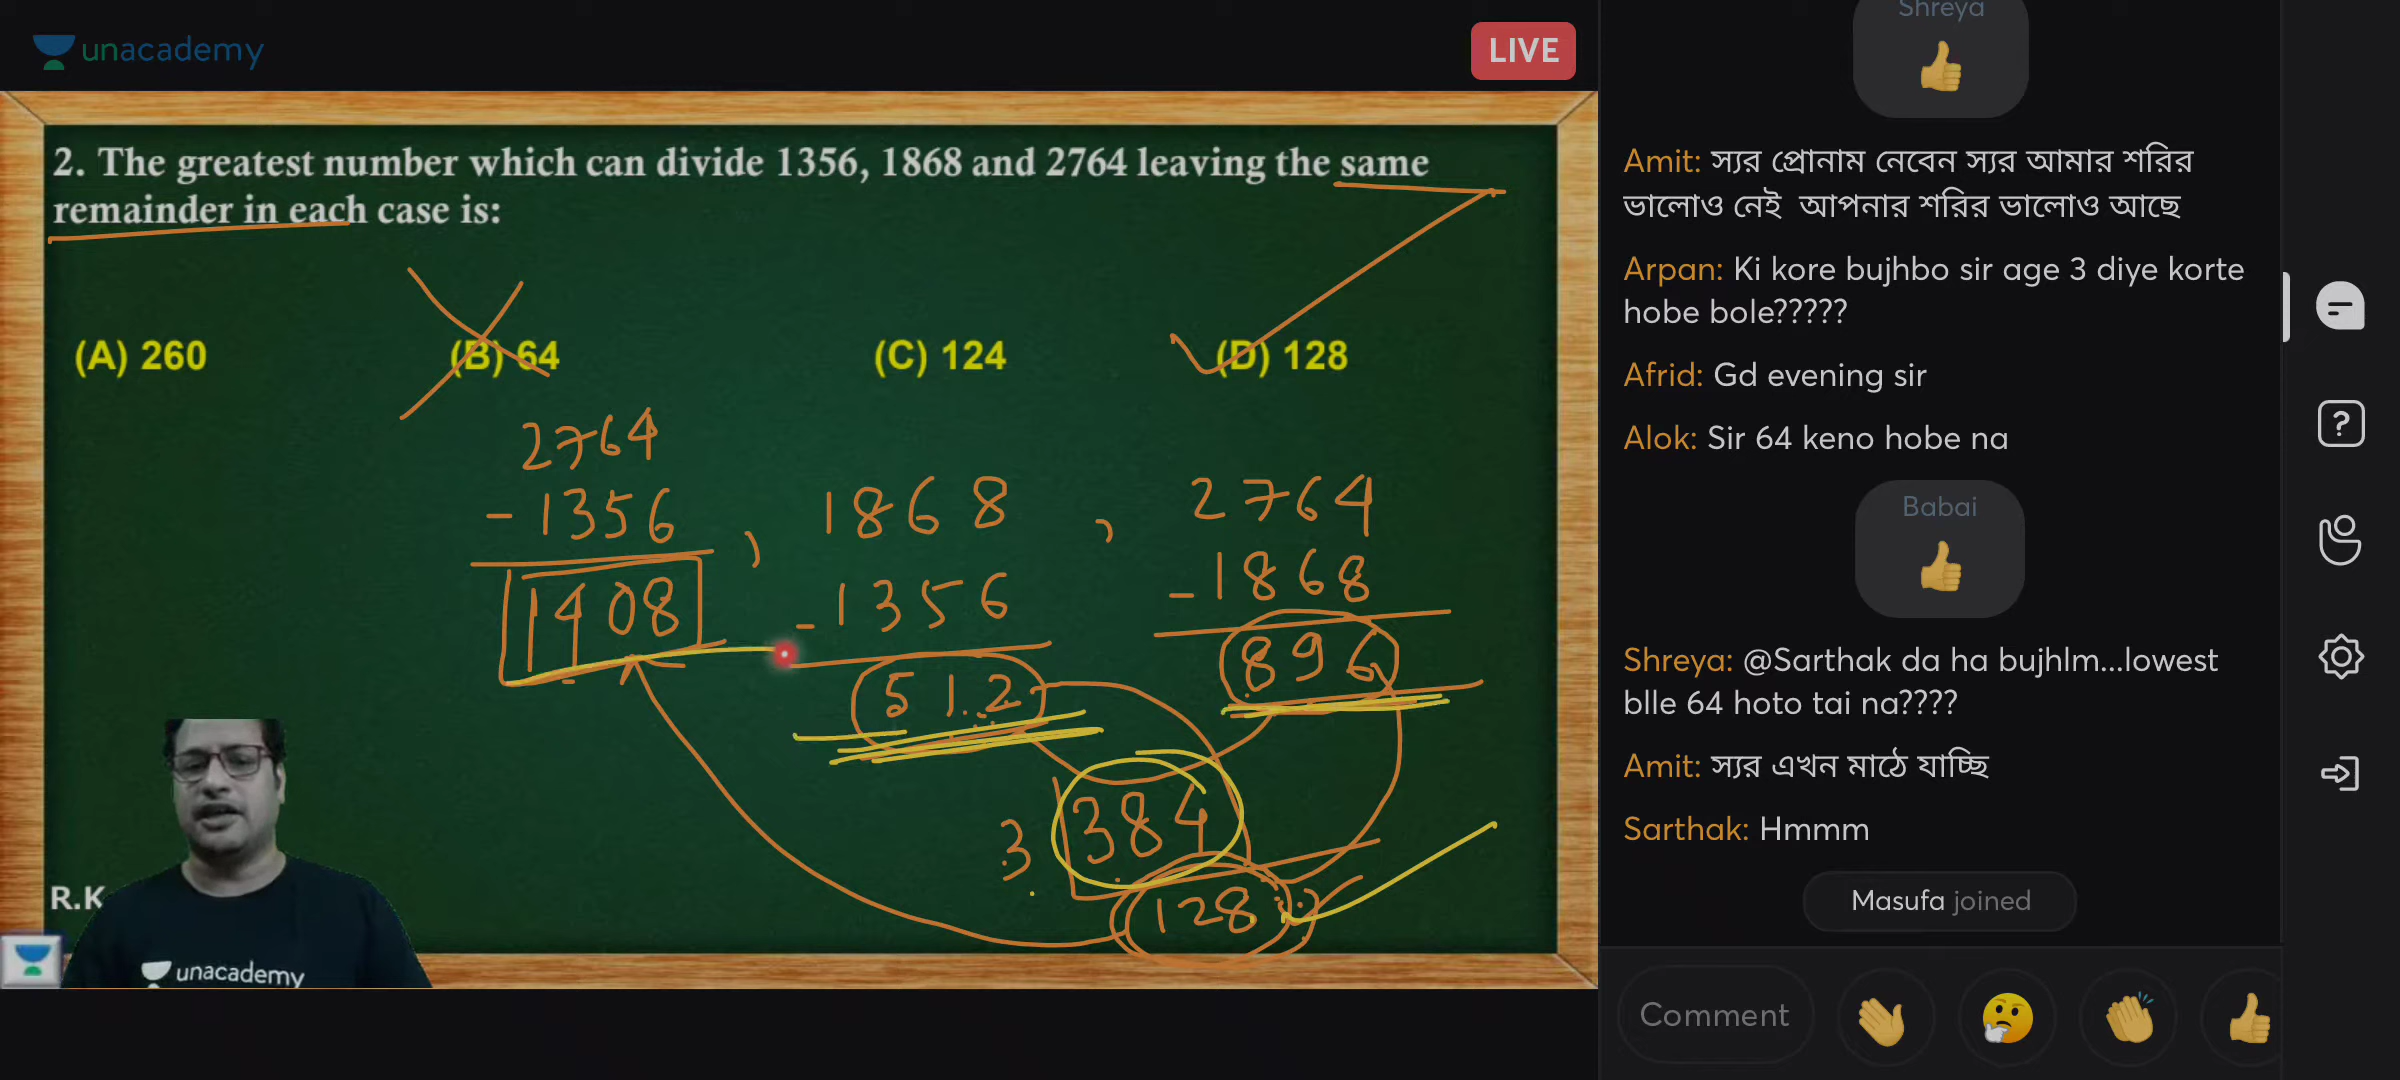 unacademy
LIVE
2. The greatest number which can divide 1356, 1868 and 2764 leaving the same
remainder in each case is:
(A) 260
(B) 64
(C) 124
(D) 128
2764
- 1356
1408
,
1868
- 1356
512
,
2764
- 1868
896
3
384
128
R.K
unacademy
Shreya
👍
Amit: স্যর প্রোনাম নেবেন স্যর আমার শরির
ভালোও নেই আপনার শরির ভালোও আছে
Arpan: Ki kore bujhbo sir age 3 diye korte
hobe bole?????
Afrid: Gd evening sir
Alok: Sir 64 keno hobe na
Babai
👍
Shreya: @Sarthak da ha bujhlm...lowest
blle 64 hoto tai na????
Amit: স্যর এখন মাঠে যাচ্ছি
Sarthak: Hmmm
Masufa joined
Comment